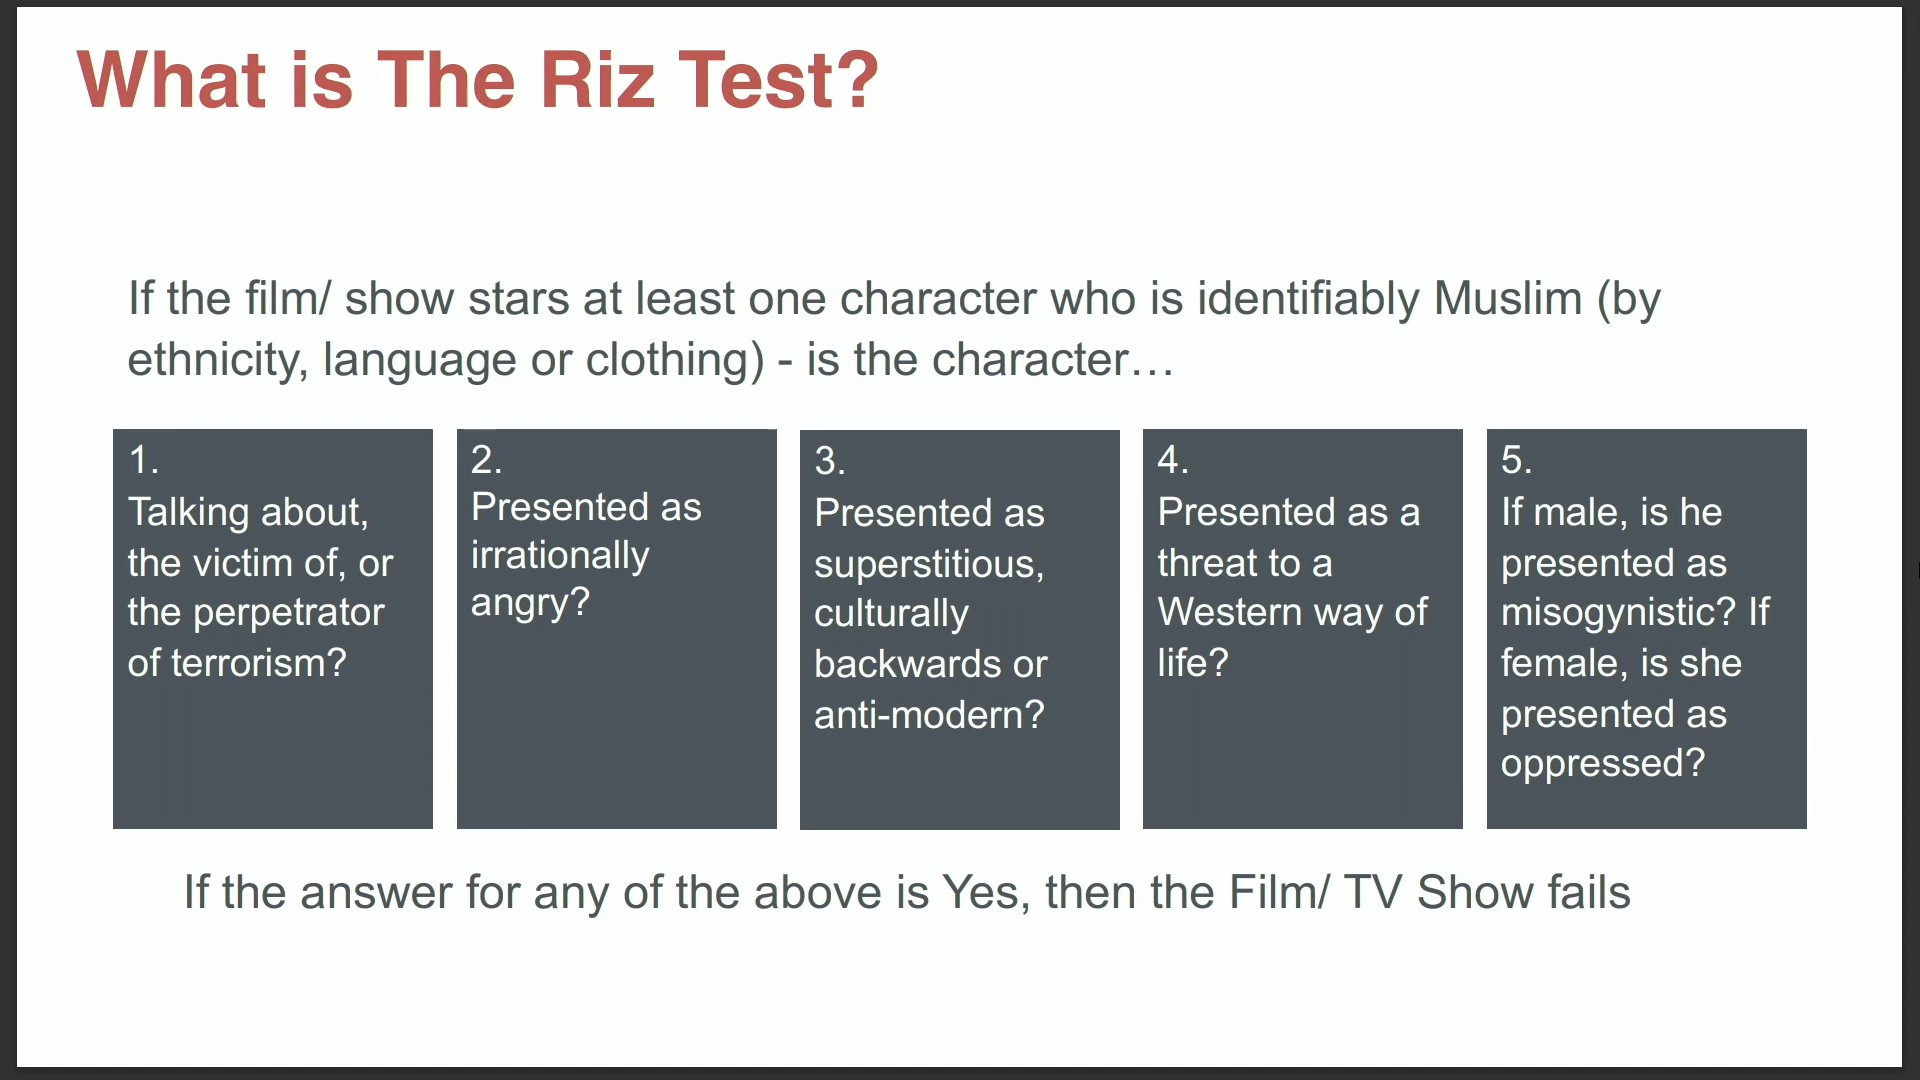 What is The Riz Test?
If the film/ show stars at least one character who is identifiably Muslim (by
ethnicity, language or clothing) - is the character…
1.
Talking about,
the victim of, or
the perpetrator
of terrorism?
2.
Presented as
irrationally
angry?
3.
Presented as
superstitious,
culturally
backwards or
anti-modern?
4.
Presented as a
threat to a
Western way of
life?
5.
If male, is he
presented as
misogynistic? If
female, is she
presented as
oppressed?
If the answer for any of the above is Yes, then the Film/ TV Show fails